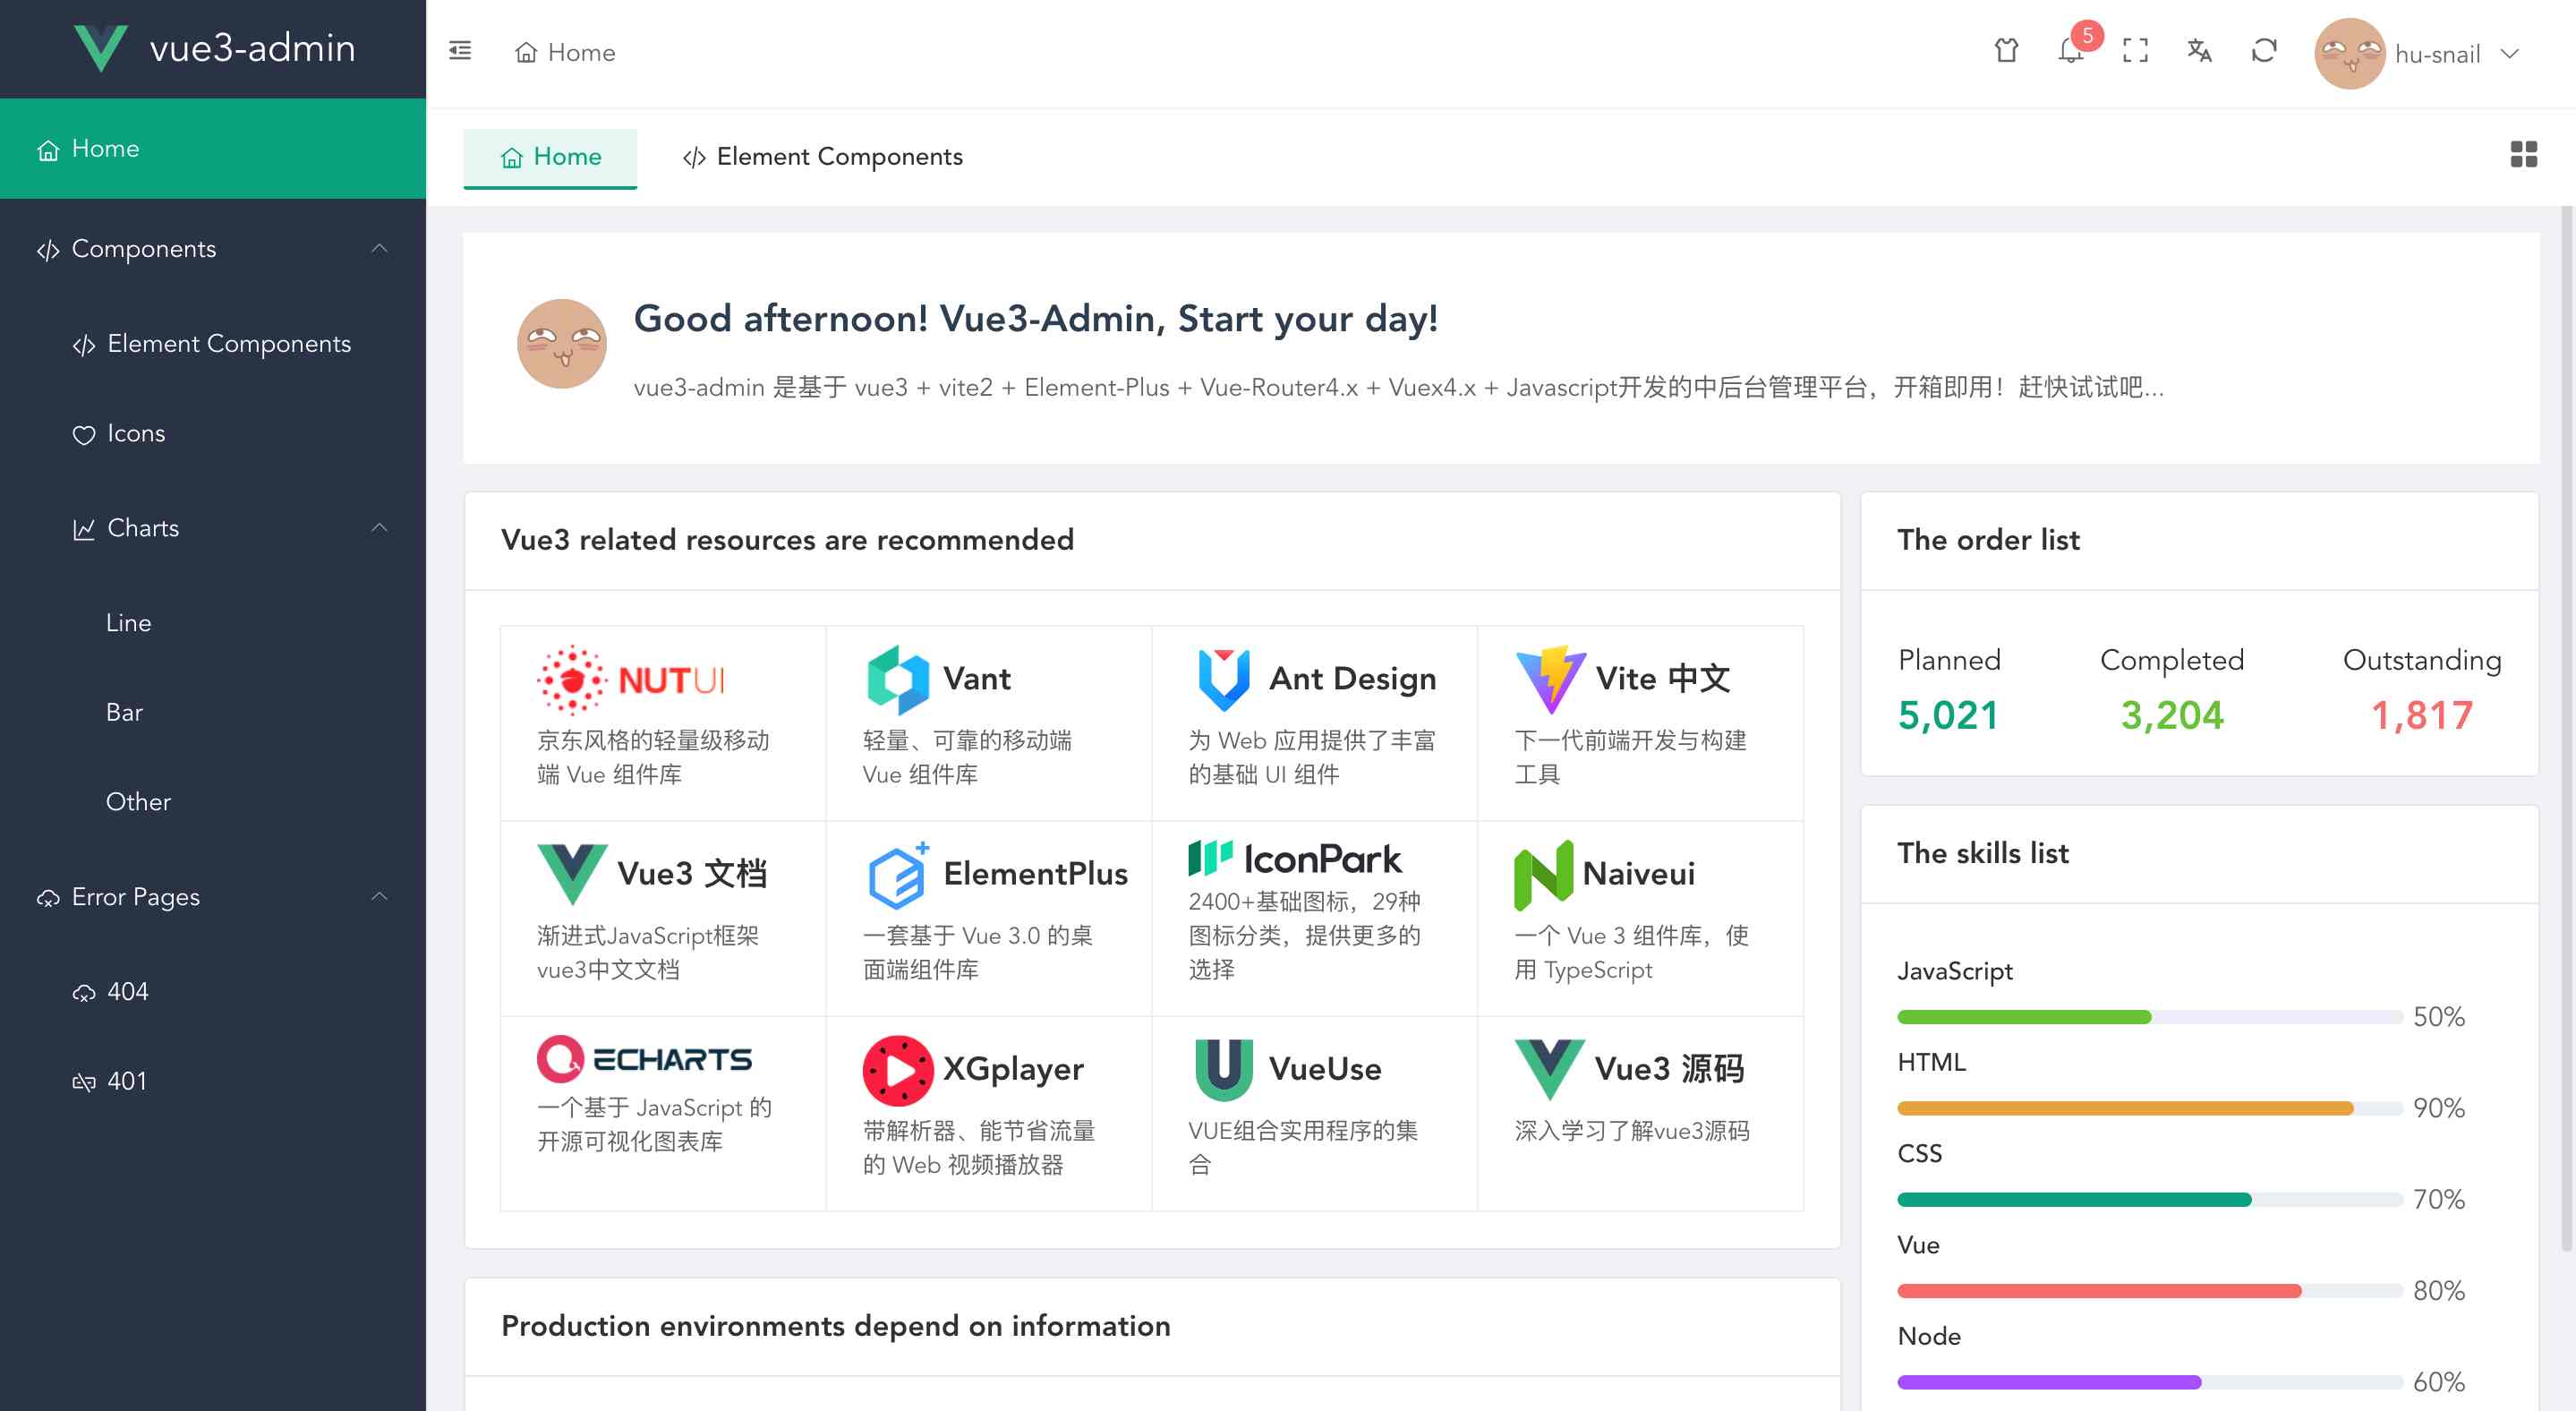 vue3-admin
Home
Components
Element Components
Icons
Charts
Line
Bar
Other
Error Pages
404
401
Home
5
hu-snail
Home
Element Components
Good afternoon! Vue3-Admin, Start your day!
vue3-admin 是基于 vue3 + vite2 + Element-Plus + Vue-Router4.x + Vuex4.x + Javascript开发的中后台管理平台，开箱即用！赶快试试吧...
Vue3 related resources are recommended
NUTUI
京东风格的轻量级移动
端 Vue 组件库
Vant
轻量、可靠的移动端
Vue 组件库
Ant Design
为 Web 应用提供了丰富
的基础 UI 组件
Vite 中文
下一代前端开发与构建
工具
Vue3 文档
渐进式JavaScript框架
vue3中文文档
ElementPlus
一套基于 Vue 3.0 的桌
面端组件库
IconPark
2400+基础图标，29种
图标分类，提供更多的
选择
Naiveui
一个 Vue 3 组件库，使
用 TypeScript
ECHARTS
一个基于 JavaScript 的
开源可视化图表库
XGplayer
带解析器、能节省流量
的 Web 视频播放器
VueUse
VUE组合实用程序的集
合
Vue3 源码
深入学习了解vue3源码
Production environments depend on information
The order list
Planned
5,021
Completed
3,204
Outstanding
1,817
The skills list
JavaScript
50%
HTML
90%
CSS
70%
Vue
80%
Node
60%